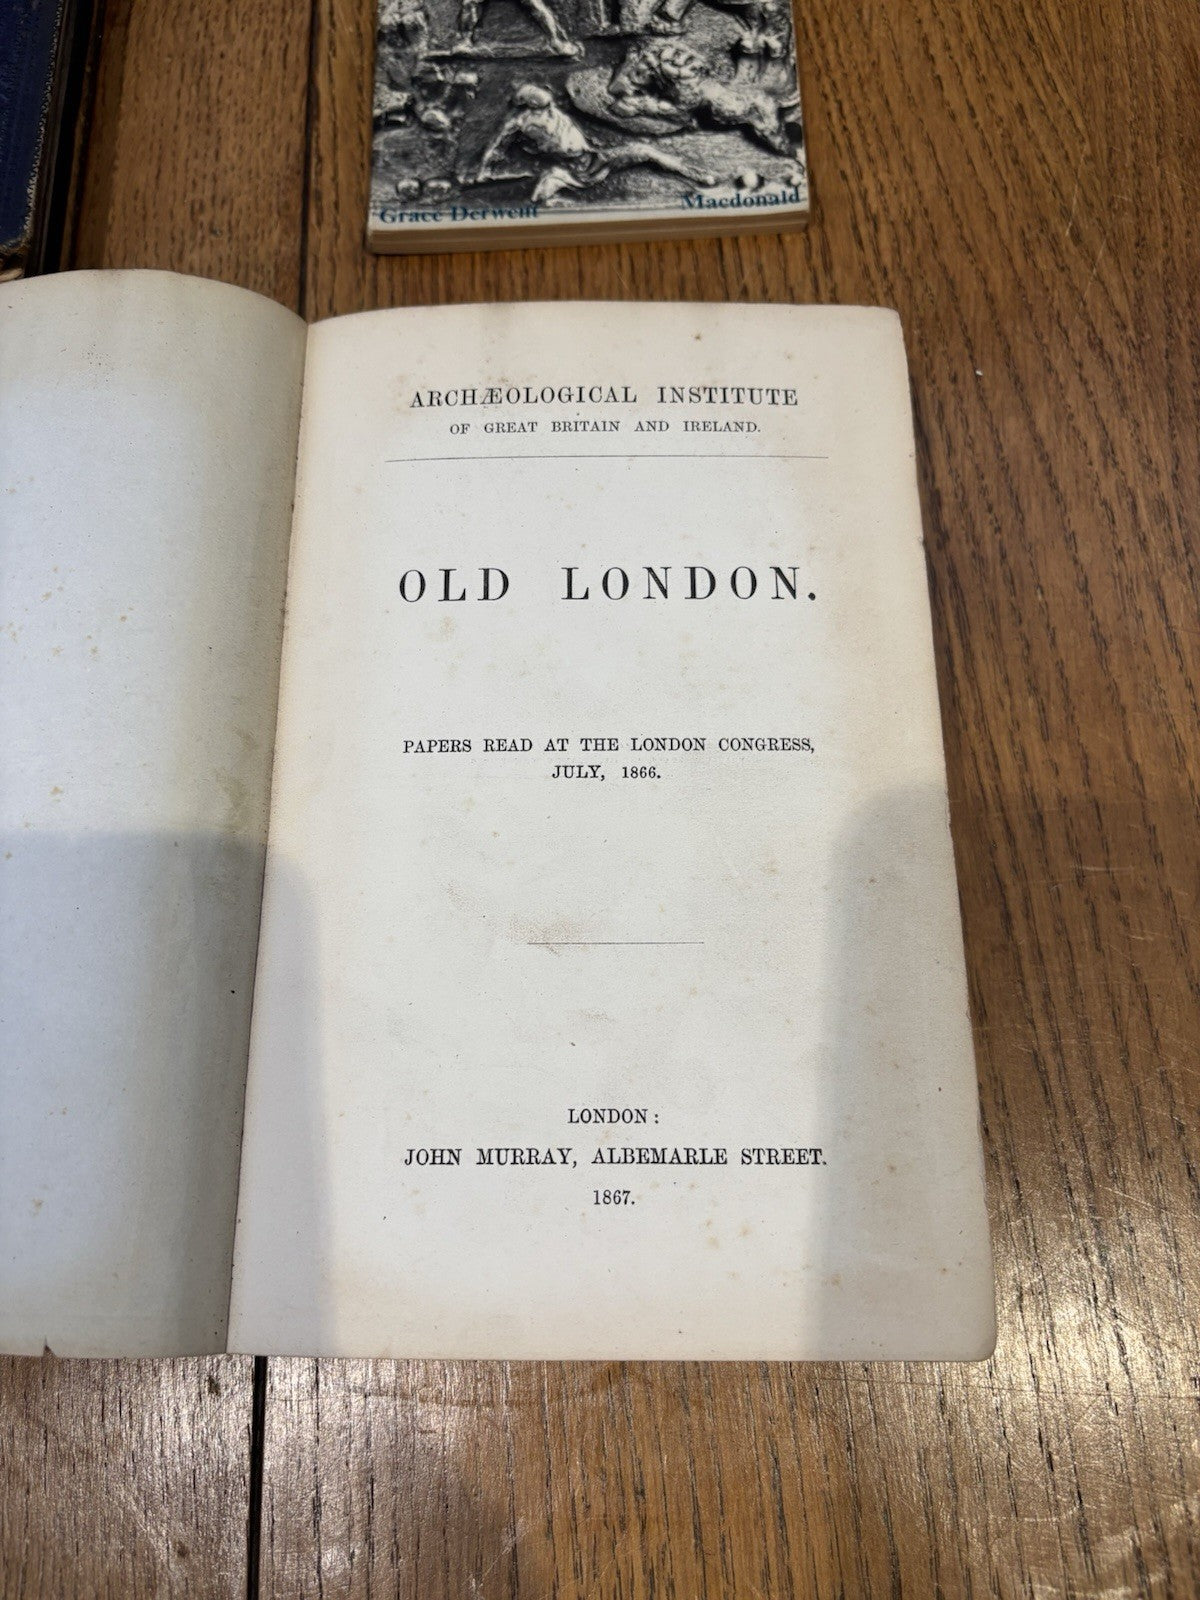 Grace Derwent
Macdonald
ARCHÆOLOGICAL INSTITUTE
OF GREAT BRITAIN AND IRELAND.
OLD LONDON.
PAPERS READ AT THE LONDON CONGRESS,
JULY, 1866.
LONDON:
JOHN MURRAY, ALBEMARLE STREET.
1867.